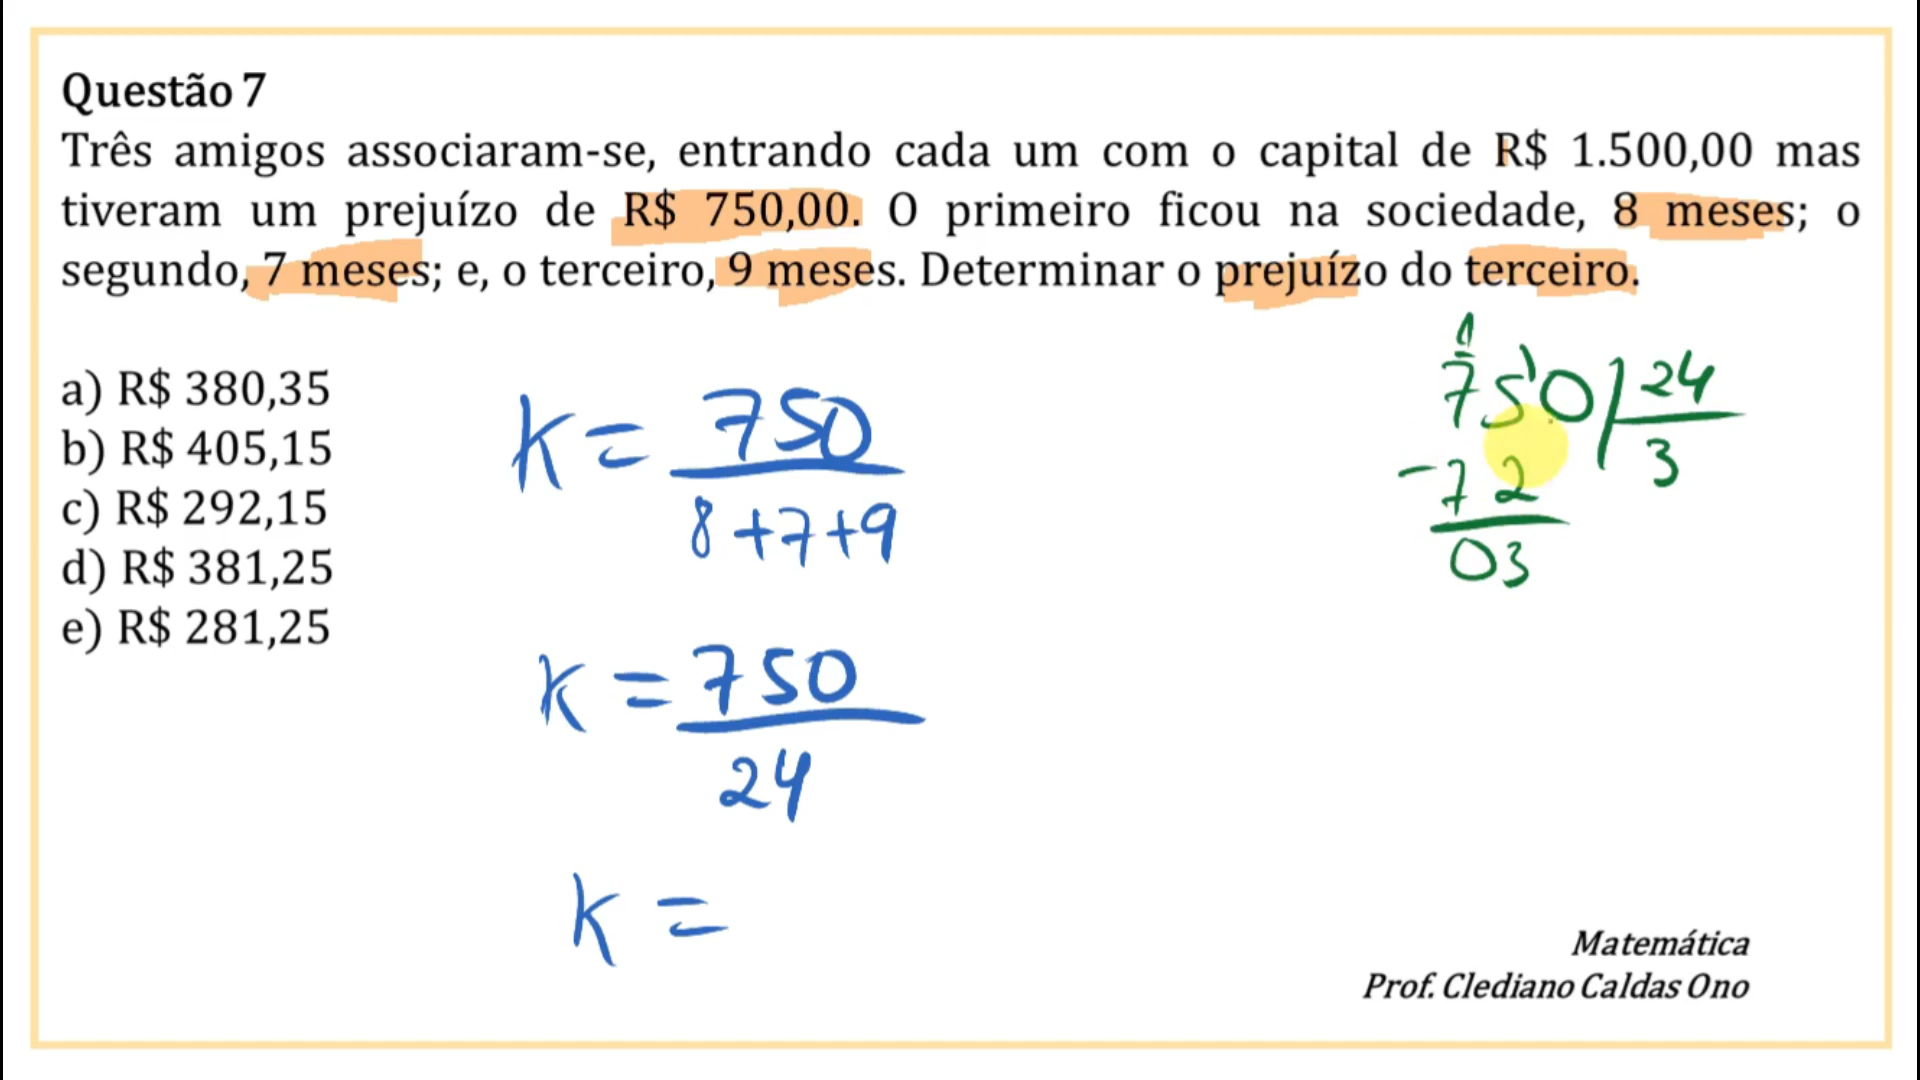 Questão 7
Três amigos associaram-se, entrando cada um com o capital de R$ 1.500,00 mas
tiveram um prejuízo de R$ 750,00. O primeiro ficou na sociedade, 8 meses; o
segundo, 7 meses; e, o terceiro, 9 meses. Determinar o prejuízo do terceiro.
a) R$ 380,35
b) R$ 405,15
c) R$ 292,15
d) R$ 381,25
e) R$ 281,25
K = 750
8+7+9
K = 750
24
K =
1
750 24
3
-72
03
Matemática
Prof. Clediano Caldas Ono